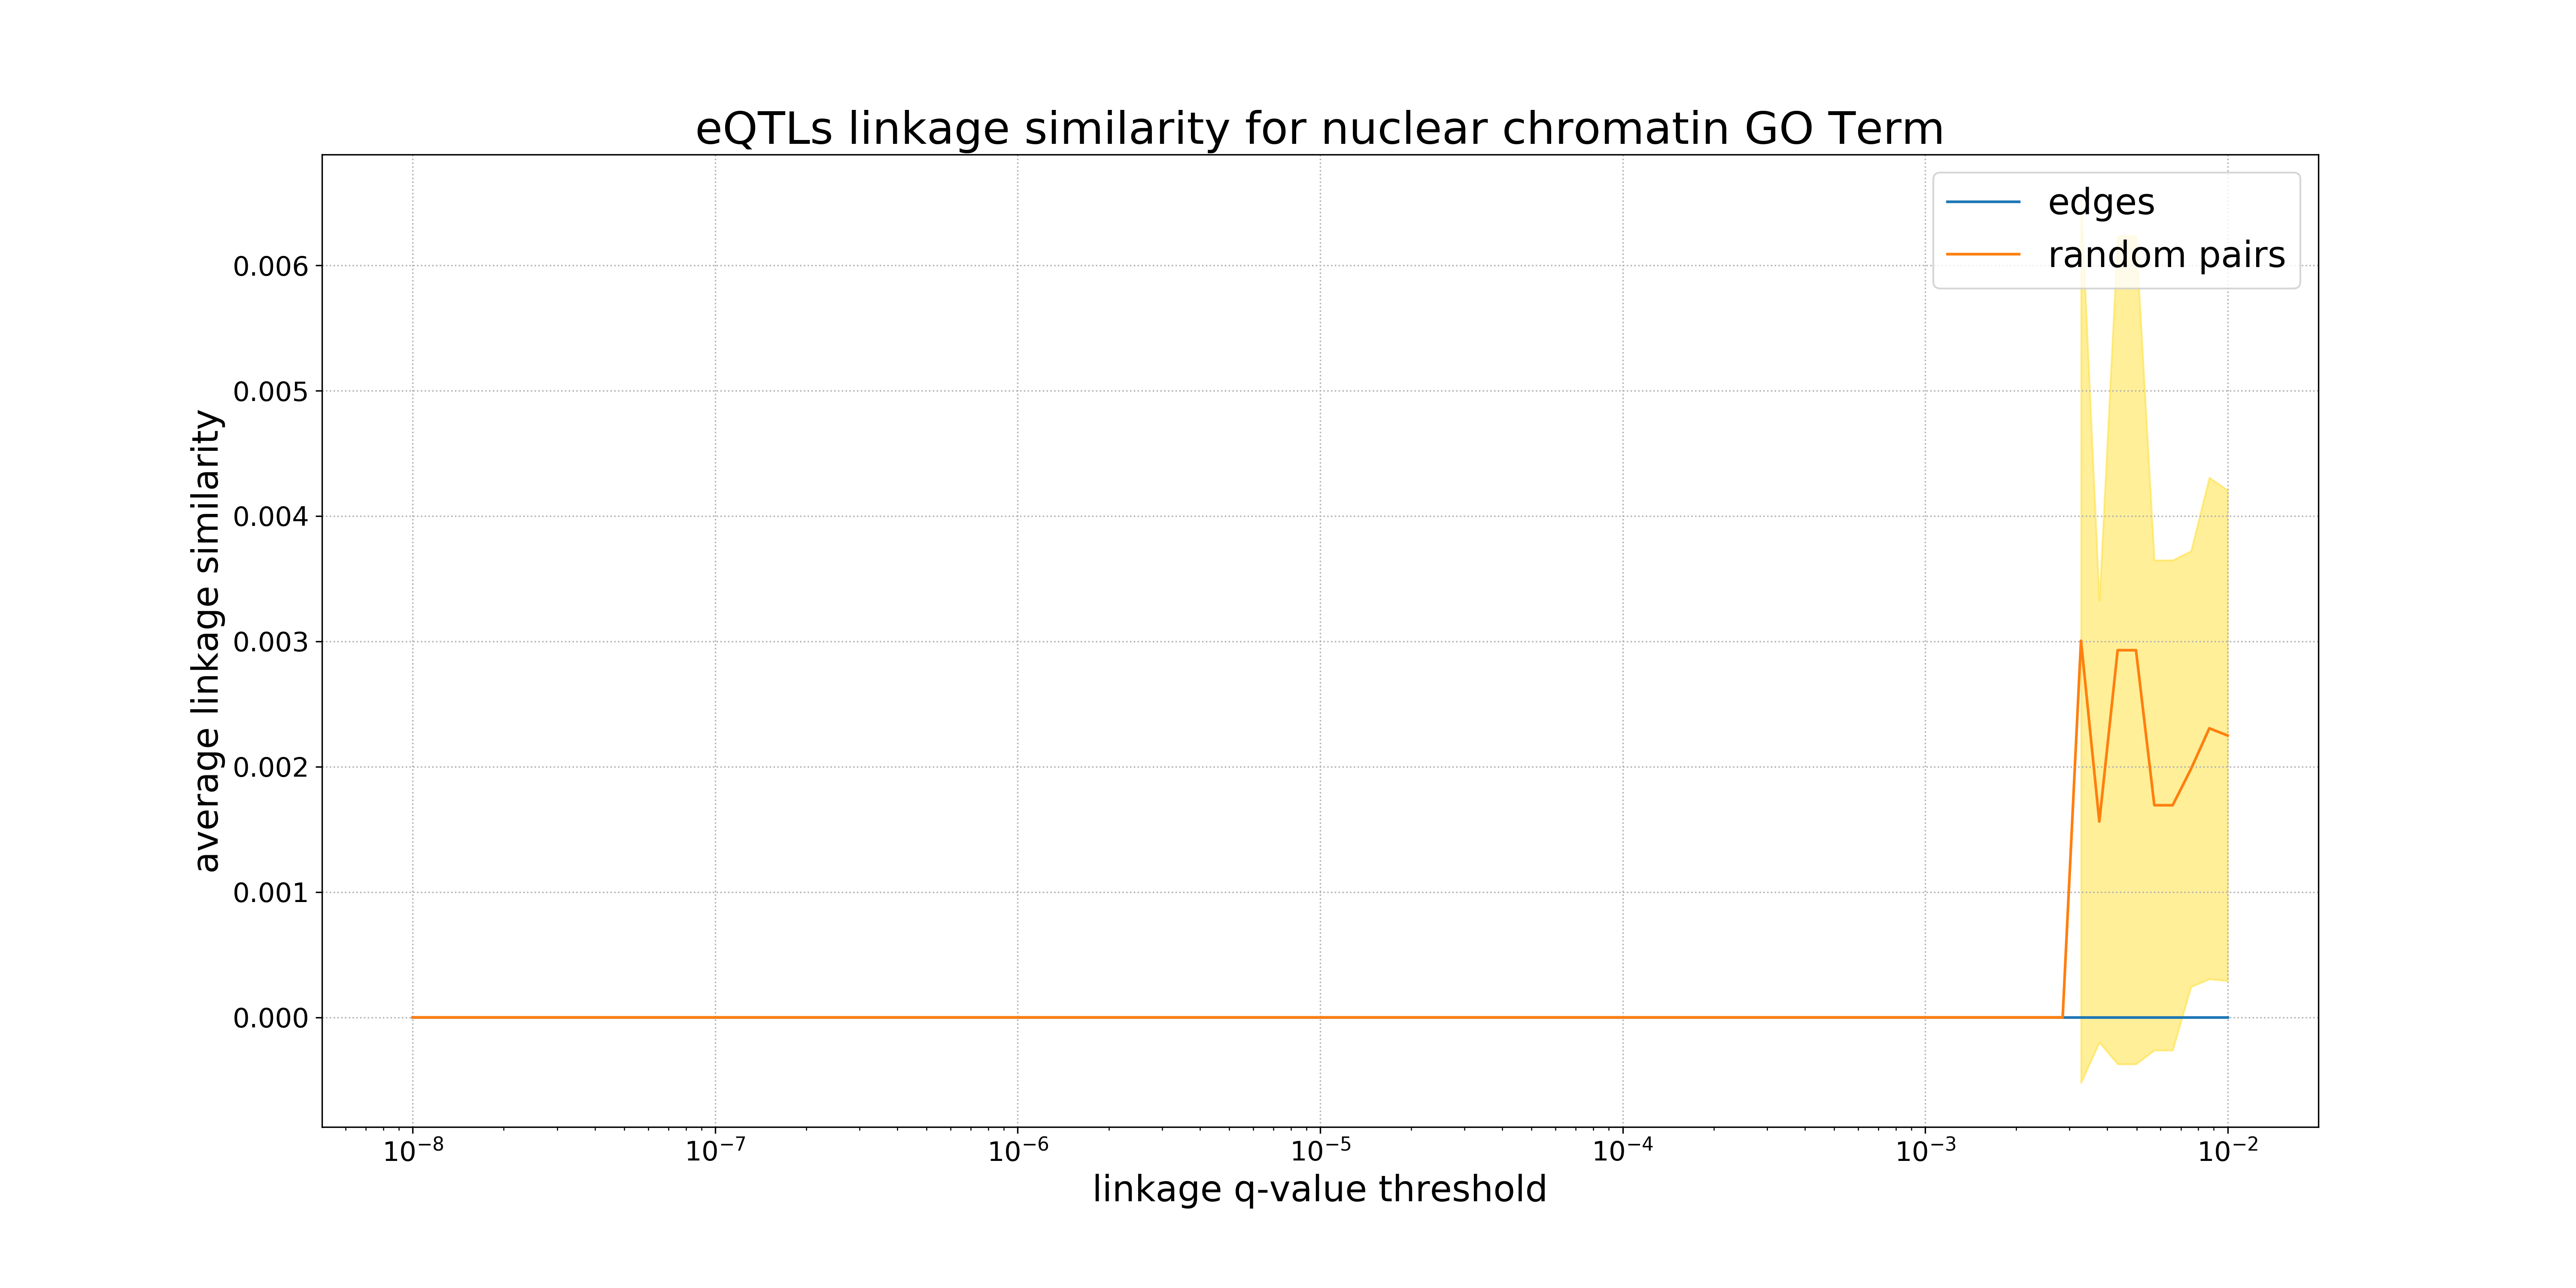 eQTLs linkage similarity for nuclear chromatin GO Term
edges
random pairs
average linkage similarity
0.006
0.005
0.004
0.003
0.002
0.001
0.000
10⁻⁸ 10⁻⁷ 10⁻⁶ 10⁻⁵ 10⁻⁴ 10⁻³ 10⁻²
linkage q-value threshold